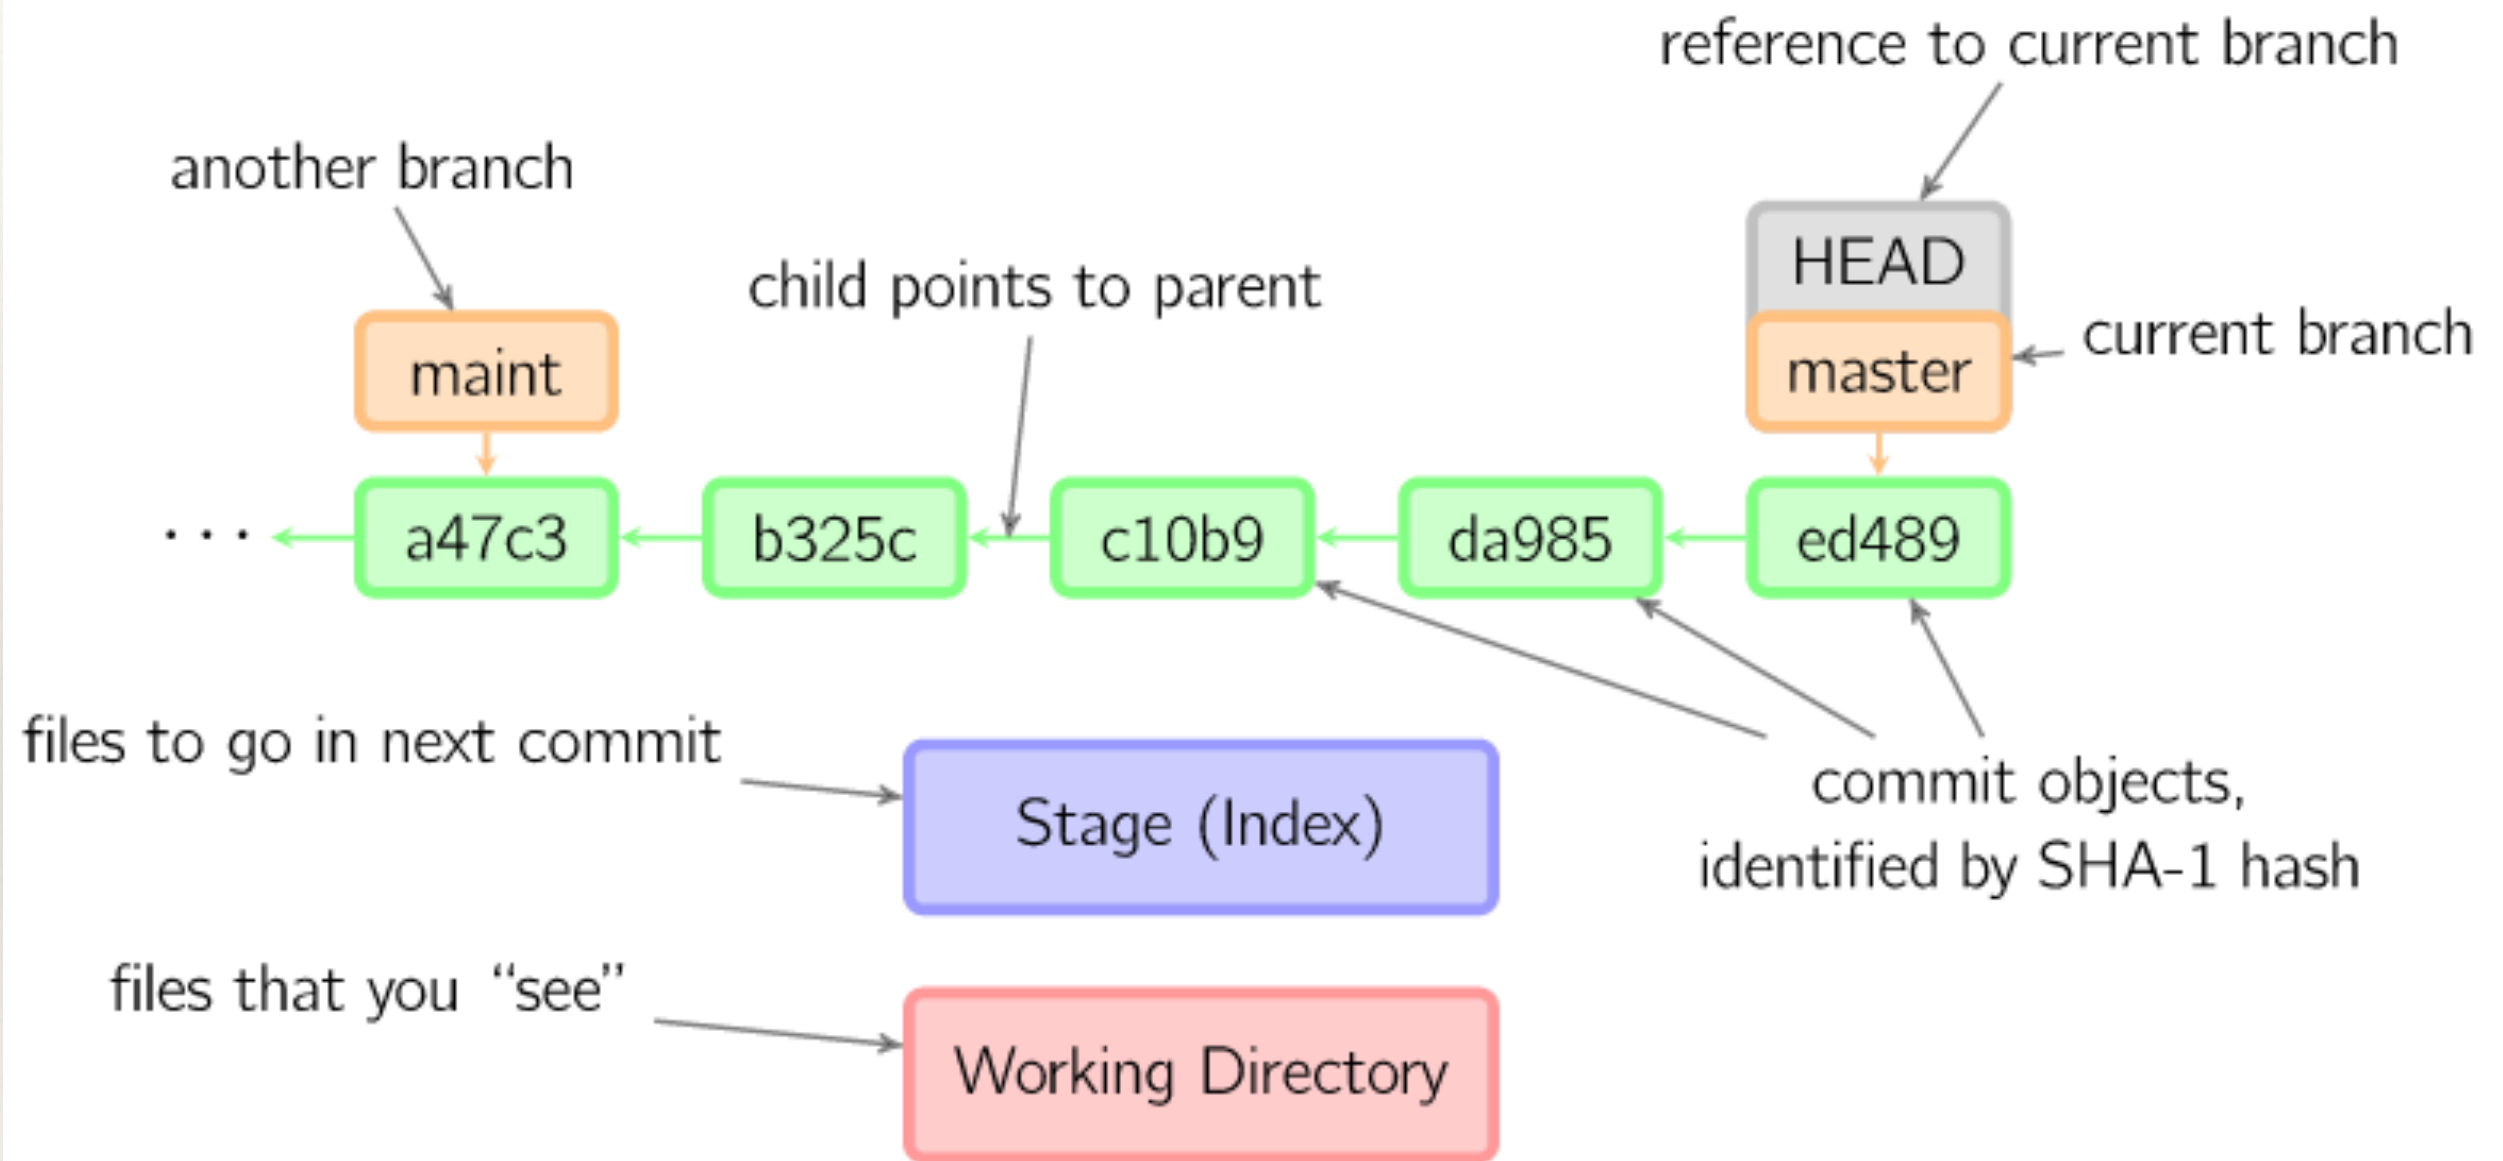 reference to current branch
another branch
HEAD
child points to parent
current branch
maint
master
...
a47c3
b325c
c10b9
da985
ed489
files to go in next commit
Stage (Index)
commit objects,
identified by SHA-1 hash
files that you “see”
Working Directory